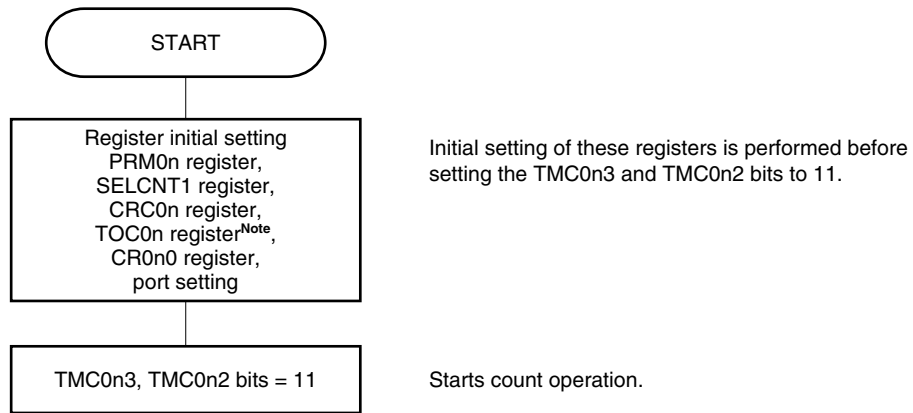 START
Register initial setting
PRM0n register,
SELCNT1 register,
CRC0n register,
TOC0n registerNote,
CR0n0 register,
port setting
Initial setting of these registers is performed before
setting the TMC0n3 and TMC0n2 bits to 11.
TMC0n3, TMC0n2 bits = 11
Starts count operation.